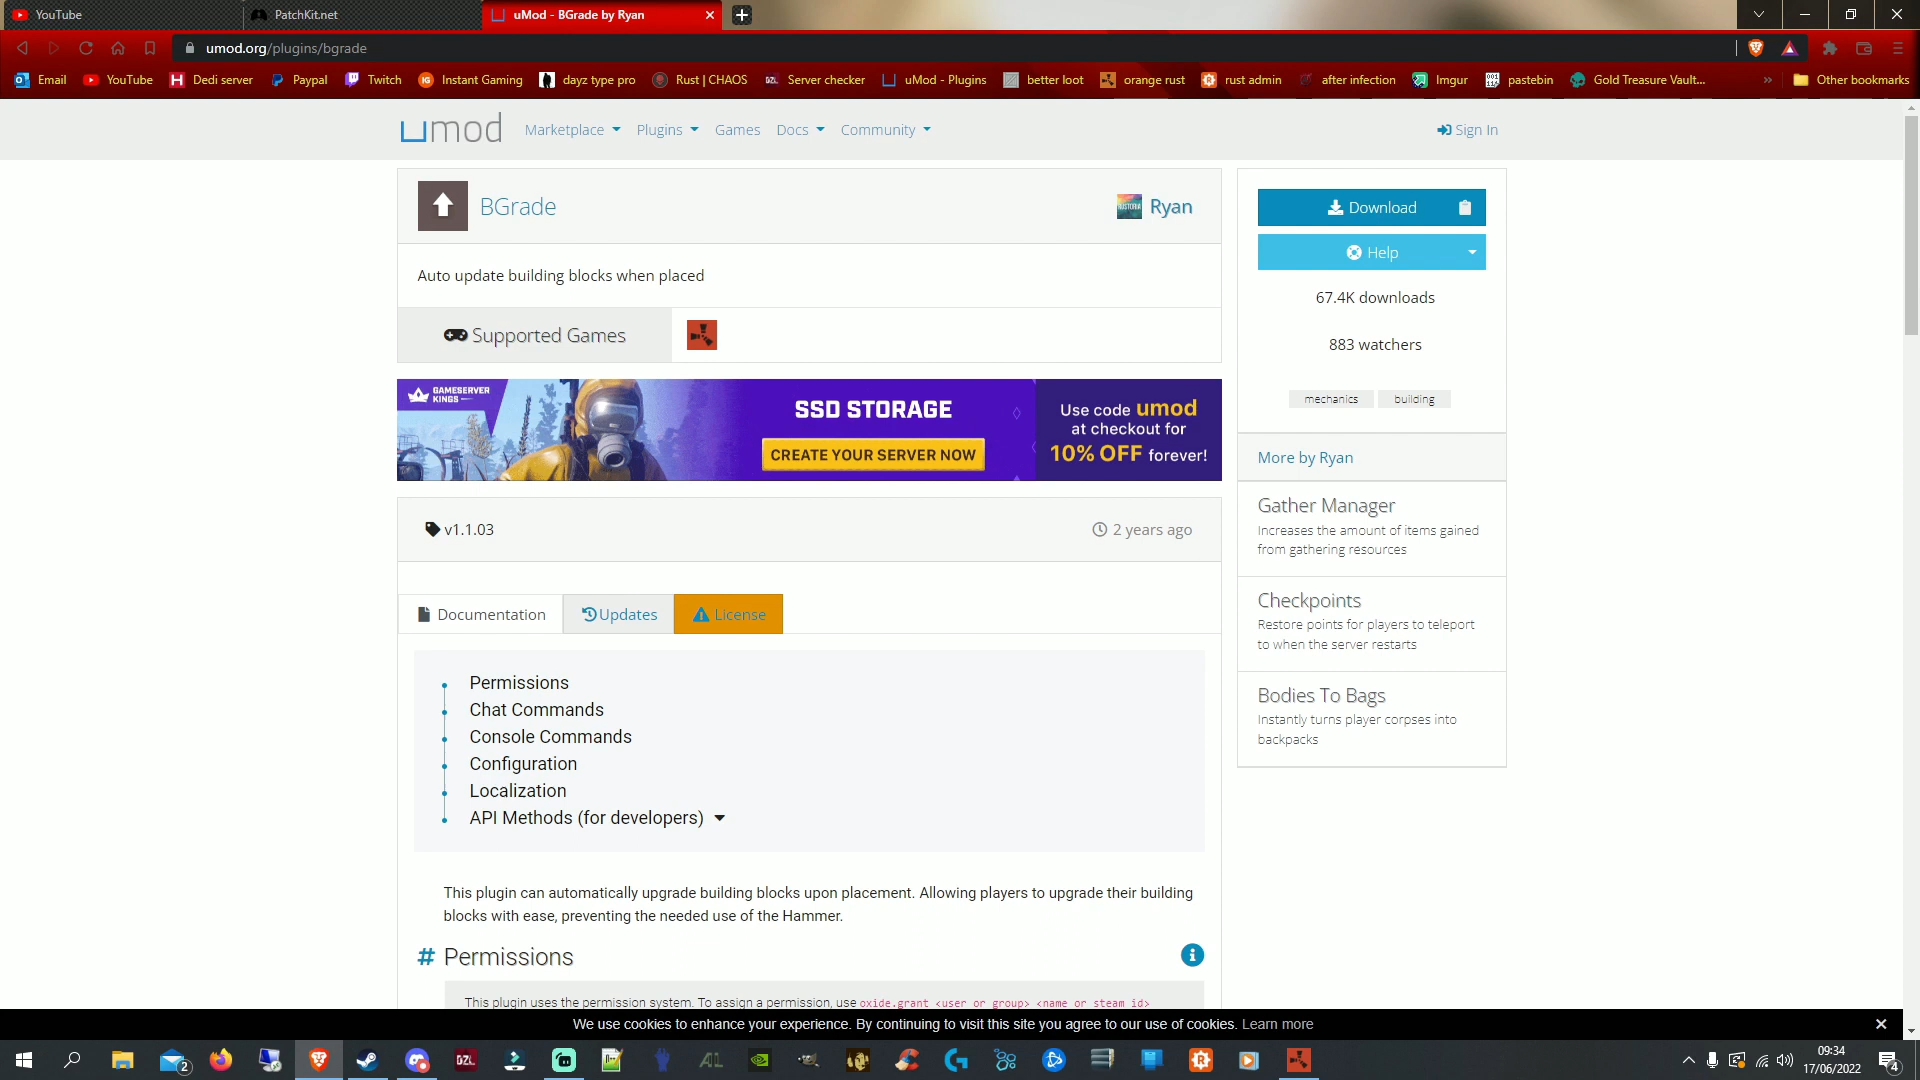 YouTube
PatchKit.net
uMod - BGrade by Ryan
umod.org/plugins/bgrade
Email
YouTube
Dedi server
Paypal
Twitch
Instant Gaming
dayz type pro
Rust | CHAOS
Server checker
uMod - Plugins
better loot
orange rust
rust admin
after infection
Imgur
pastebin
Gold Treasure Vault...
»
Other bookmarks
umod
Marketplace
Plugins
Games
Docs
Community
Sign In
BGrade
Ryan
Auto update building blocks when placed
Supported Games
GAMESERVER
KINGS
SSD STORAGE
CREATE YOUR SERVER NOW
Use code umod
at checkout for
10% OFF forever!
v1.1.03
2 years ago
Documentation
Updates
License
Permissions
Chat Commands
Console Commands
Configuration
Localization
API Methods (for developers)
This plugin can automatically upgrade building blocks upon placement. Allowing players to upgrade their building
blocks with ease, preventing the needed use of the Hammer.
# Permissions
This plugin uses the permission system. To assign a permission, use oxide.grant <user or group> <name or steam id>
Download
Help
67.4K downloads
883 watchers
mechanics
building
More by Ryan
Gather Manager
Increases the amount of items gained
from gathering resources
Checkpoints
Restore points for players to teleport
to when the server restarts
Bodies To Bags
Instantly turns player corpses into
backpacks
We use cookies to enhance your experience. By continuing to visit this site you agree to our use of cookies. Learn more
2
DZL
AL
09:34
17/06/2022
4